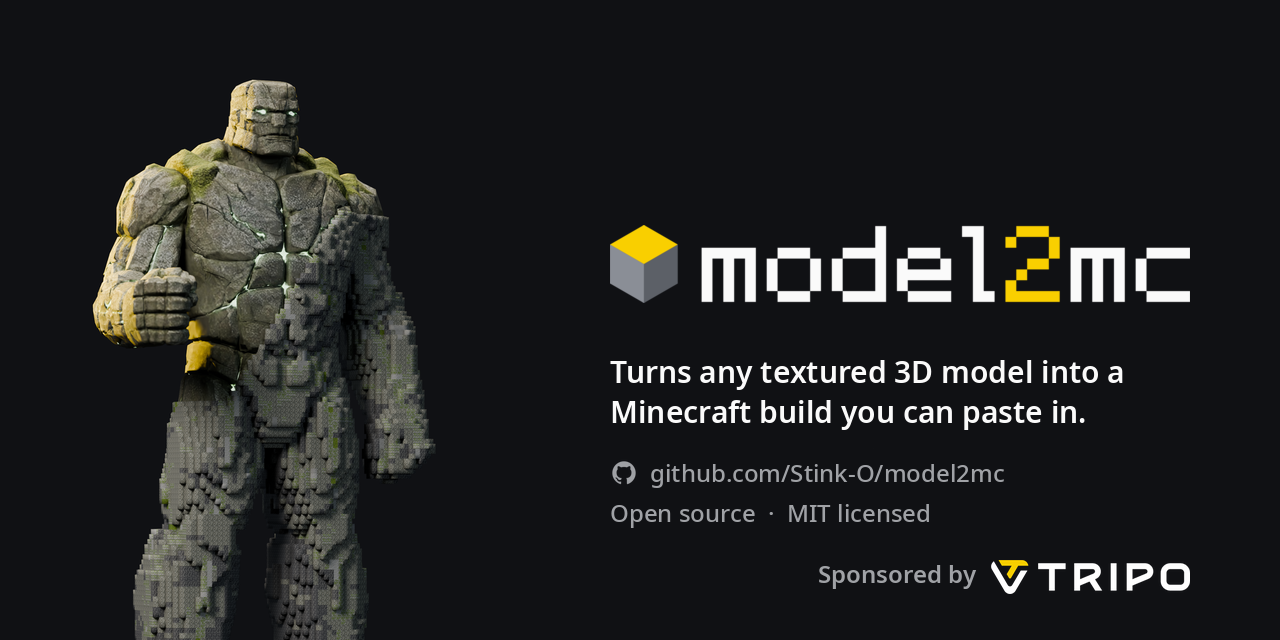 model2mc
Turns any textured 3D model into a
Minecraft build you can paste in.
github.com/Stink-O/model2mc
Open source · MIT licensed
Sponsored by TRIPO